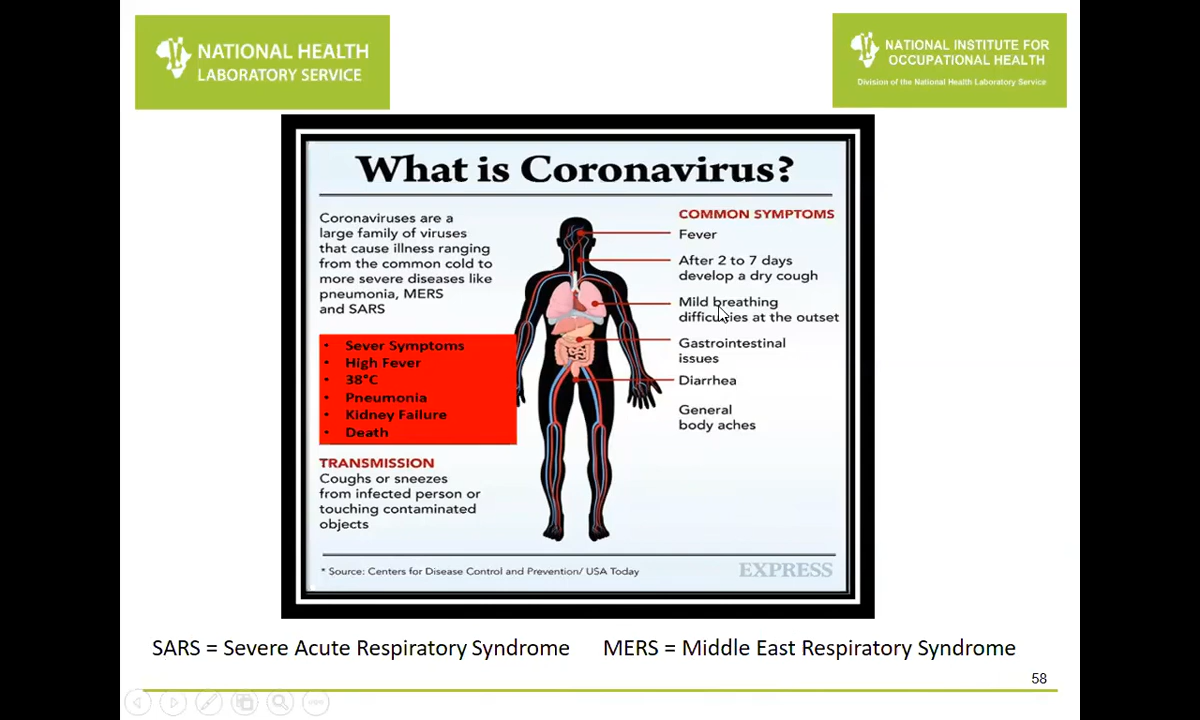 NATIONAL HEALTH
LABORATORY SERVICE
NATIONAL INSTITUTE FOR
OCCUPATIONAL HEALTH
Division of the National Health Laboratory Service
What is Coronavirus?
Coronaviruses are a
large family of viruses
that cause illness ranging
from the common cold to
more severe diseases like
pneumonia, MERS
and SARS
• Sever Symptoms
• High Fever
• 38°C
• Pneumonia
• Kidney Failure
• Death
TRANSMISSION
Coughs or sneezes
from infected person or
touching contaminated
objects
COMMON SYMPTOMS
Fever
After 2 to 7 days
develop a dry cough
Mild breathing
difficulties at the outset
Gastrointestinal
issues
Diarrhea
General
body aches
* Source: Centers for Disease Control and Prevention/ USA Today
EXPRESS
SARS = Severe Acute Respiratory Syndrome
MERS = Middle East Respiratory Syndrome
58